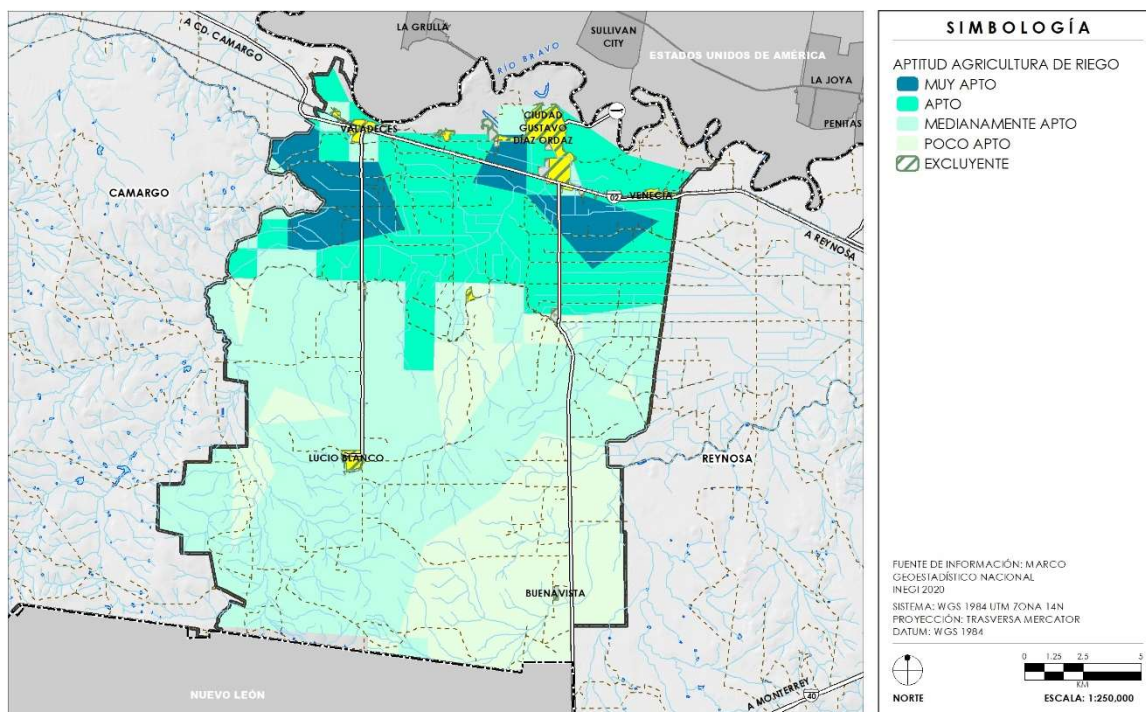 A CD. CAMARGO
LA GRULLA
SULLIVAN
CITY
ESTADOS UNIDOS DE AMÉRICA
RÍO BRAVO
LA JOYA
PENITAS
VALADECES
CIUDAD
GUSTAVO
DÍAZ ORDAZ
CAMARGO
02
VENECIA
A REYNOSA
LUCIO BLANCO
REYNOSA
BUENAVISTA
NUEVO LEÓN
A MONTERREY
40
SIMBOLOGÍA
APTITUD AGRICULTURA DE RIEGO
MUY APTO
APTO
MEDIANAMENTE APTO
POCO APTO
EXCLUYENTE
FUENTE DE INFORMACIÓN: MARCO
GEOESTADÍSTICO NACIONAL
INEGI 2020
SISTEMA: WGS 1984 UTM ZONA 14N
PROYECCIÓN: TRASVERSA MERCATOR
DATUM: WGS 1984
NORTE
0 1.25 2.5 5
KM
ESCALA: 1:250,000